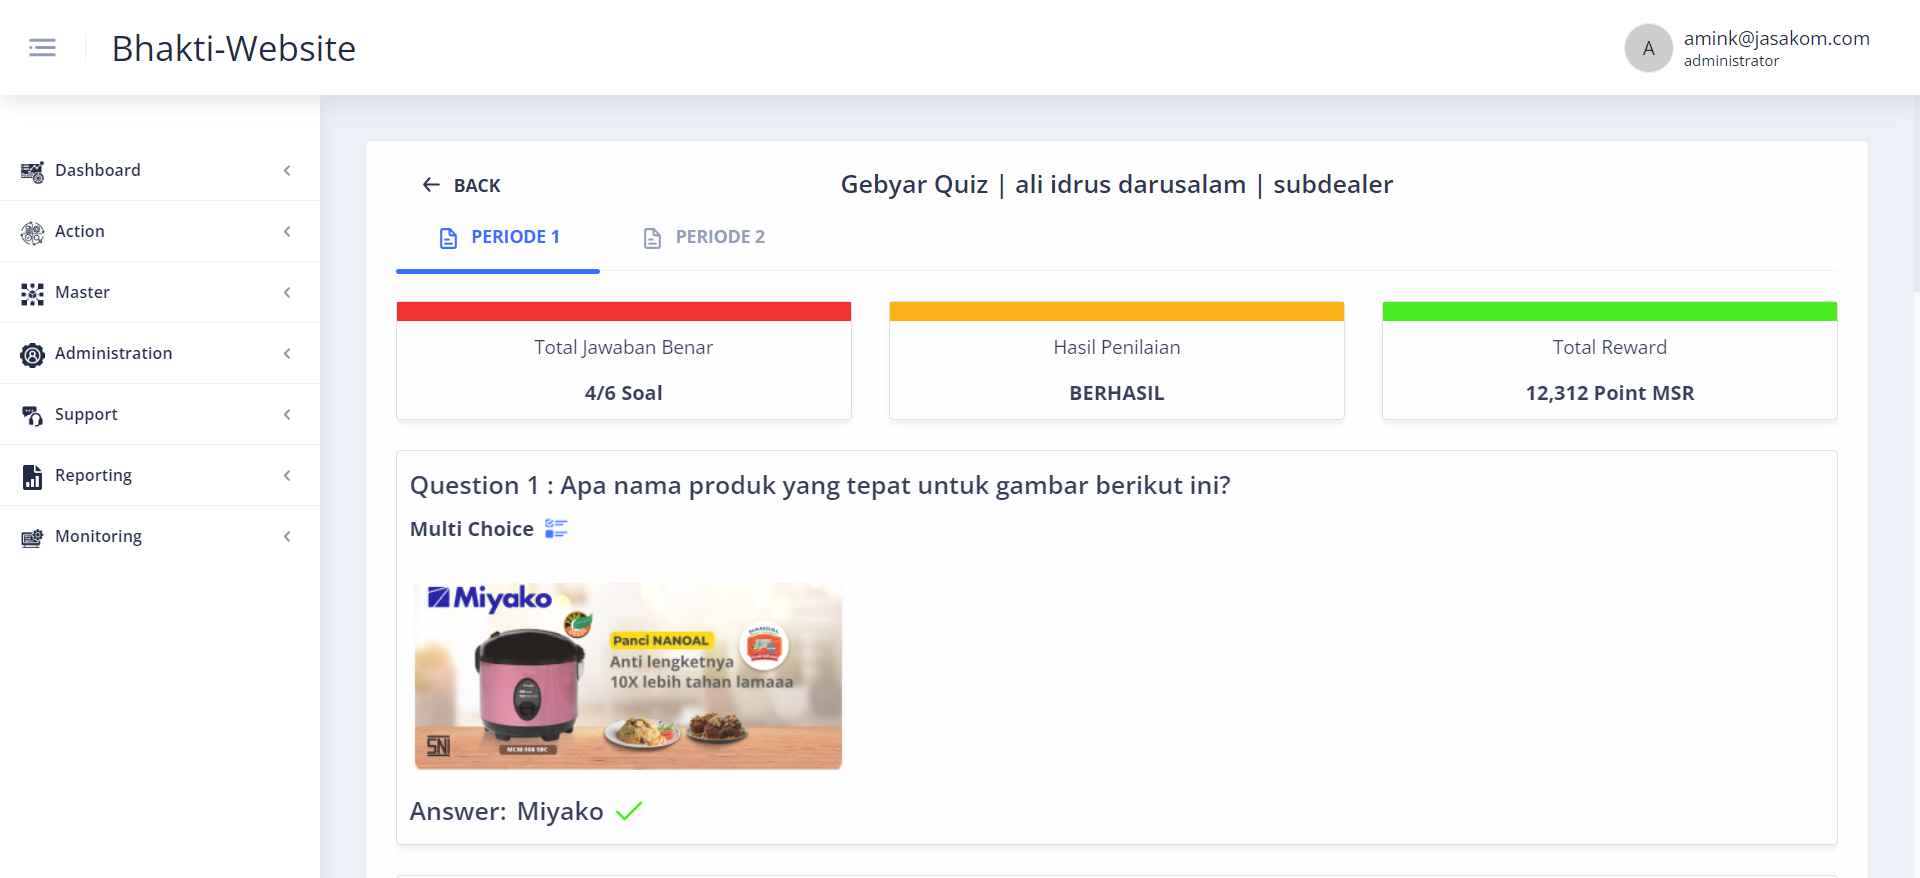 Bhakti-Website
A
amink@jasakom.com
administrator
Dashboard
Action
Master
Administration
Support
Reporting
Monitoring
BACK
Gebyar Quiz | ali idrus darusalam | subdealer
PERIODE 1
PERIODE 2
Total Jawaban Benar
4/6 Soal
Hasil Penilaian
BERHASIL
Total Reward
12,312 Point MSR
Question 1 : Apa nama produk yang tepat untuk gambar berikut ini?
Multi Choice
Miyako
Panci NANOAL
Anti lengketnya
10X lebih tahan lamaaa
NANOAL
SNI
MCM-508 SBC
Answer: Miyako